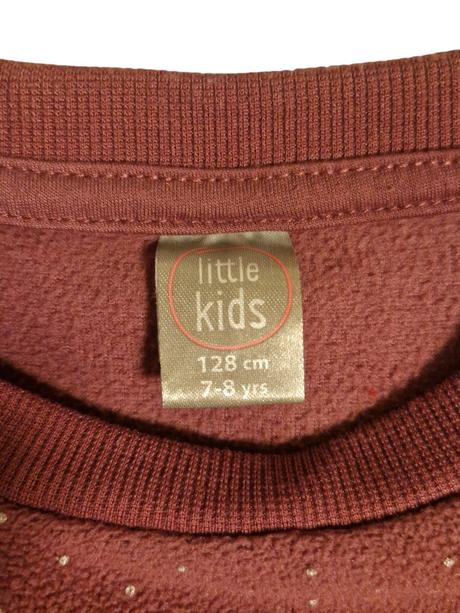 little
kids
128 cm
7-8 yrs